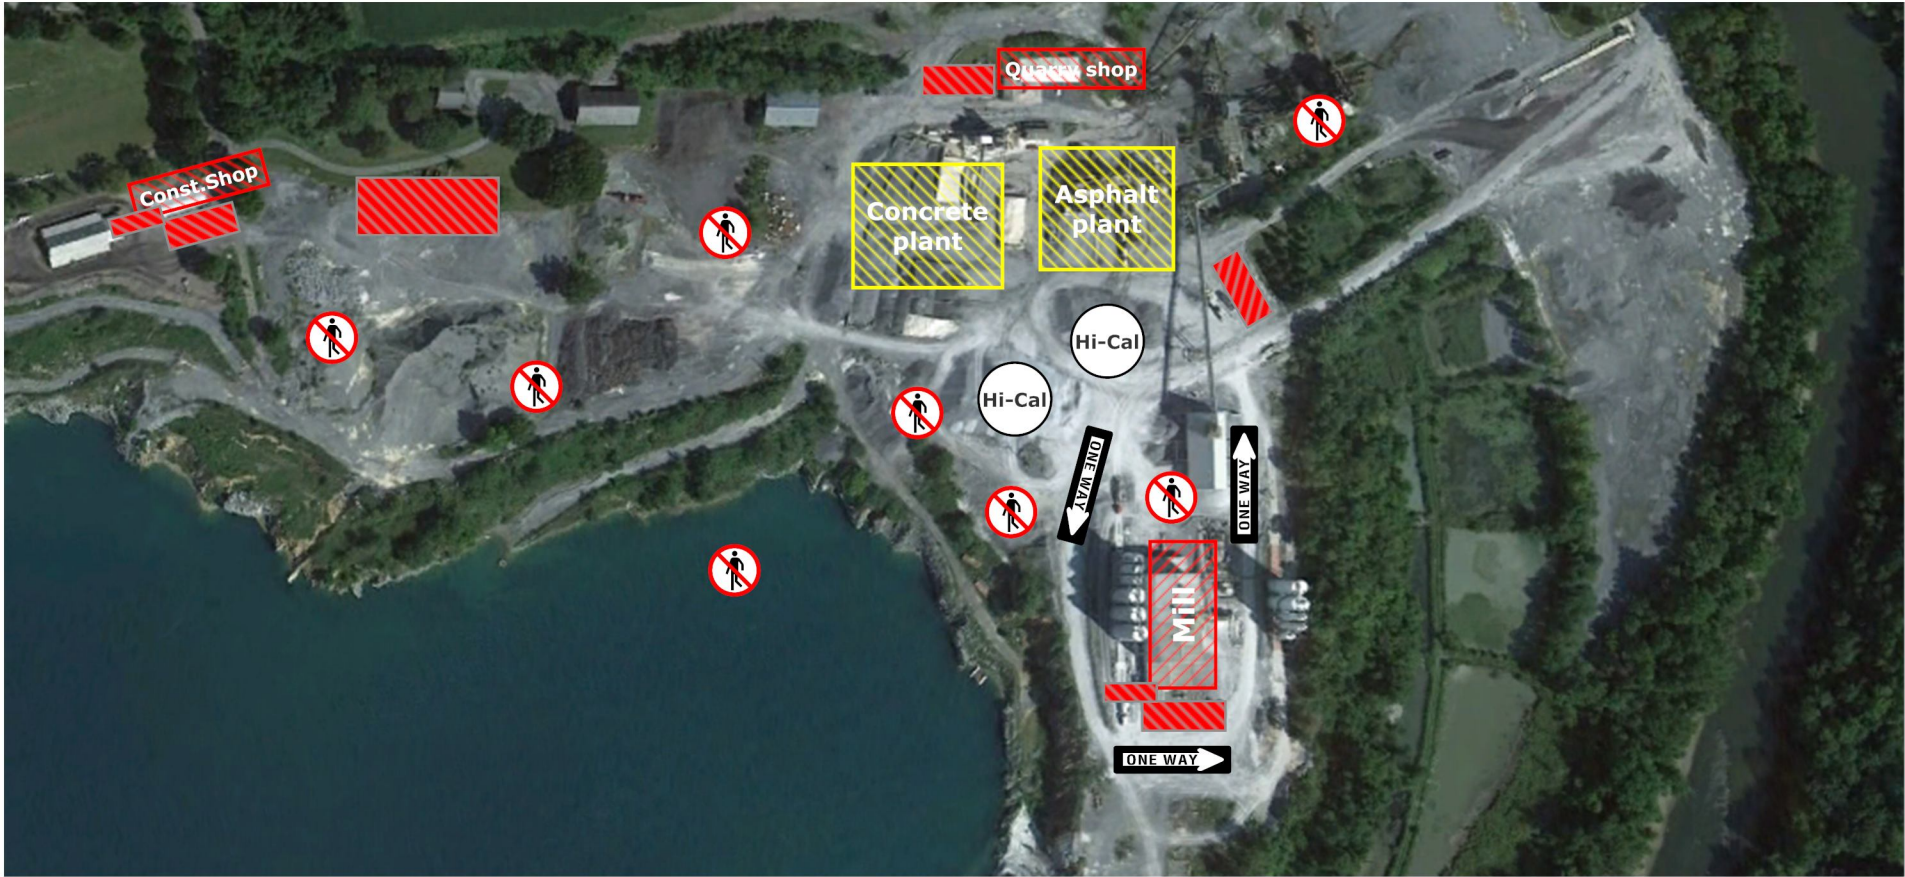 Quarry shop
Const.Shop
Concrete
plant
Asphalt
plant
Hi-Cal
Hi-Cal
ONE WAY
ONE WAY
Mill
ONE WAY